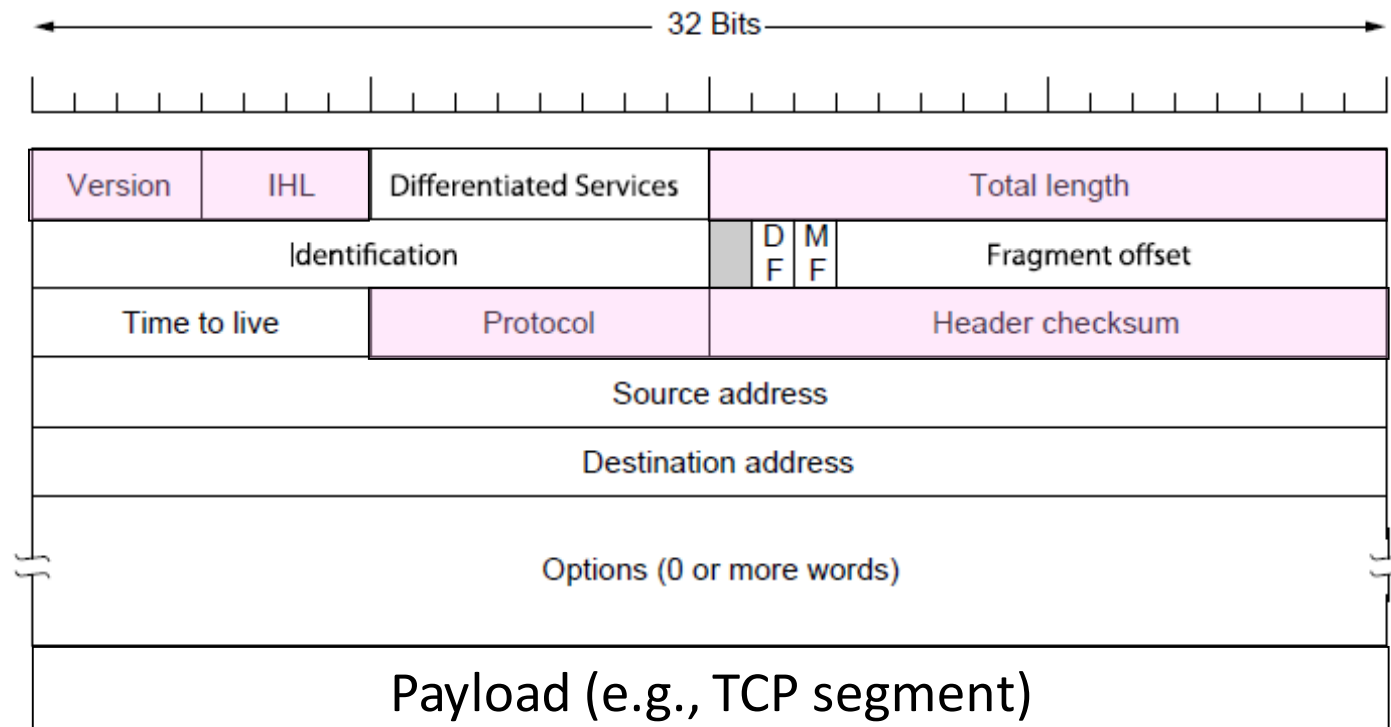 32 Bits
Version IHL Differentiated Services Total length
Identification D F M F Fragment offset
Time to live Protocol Header checksum
Source address
Destination address
Options (0 or more words)
Payload (e.g., TCP segment)